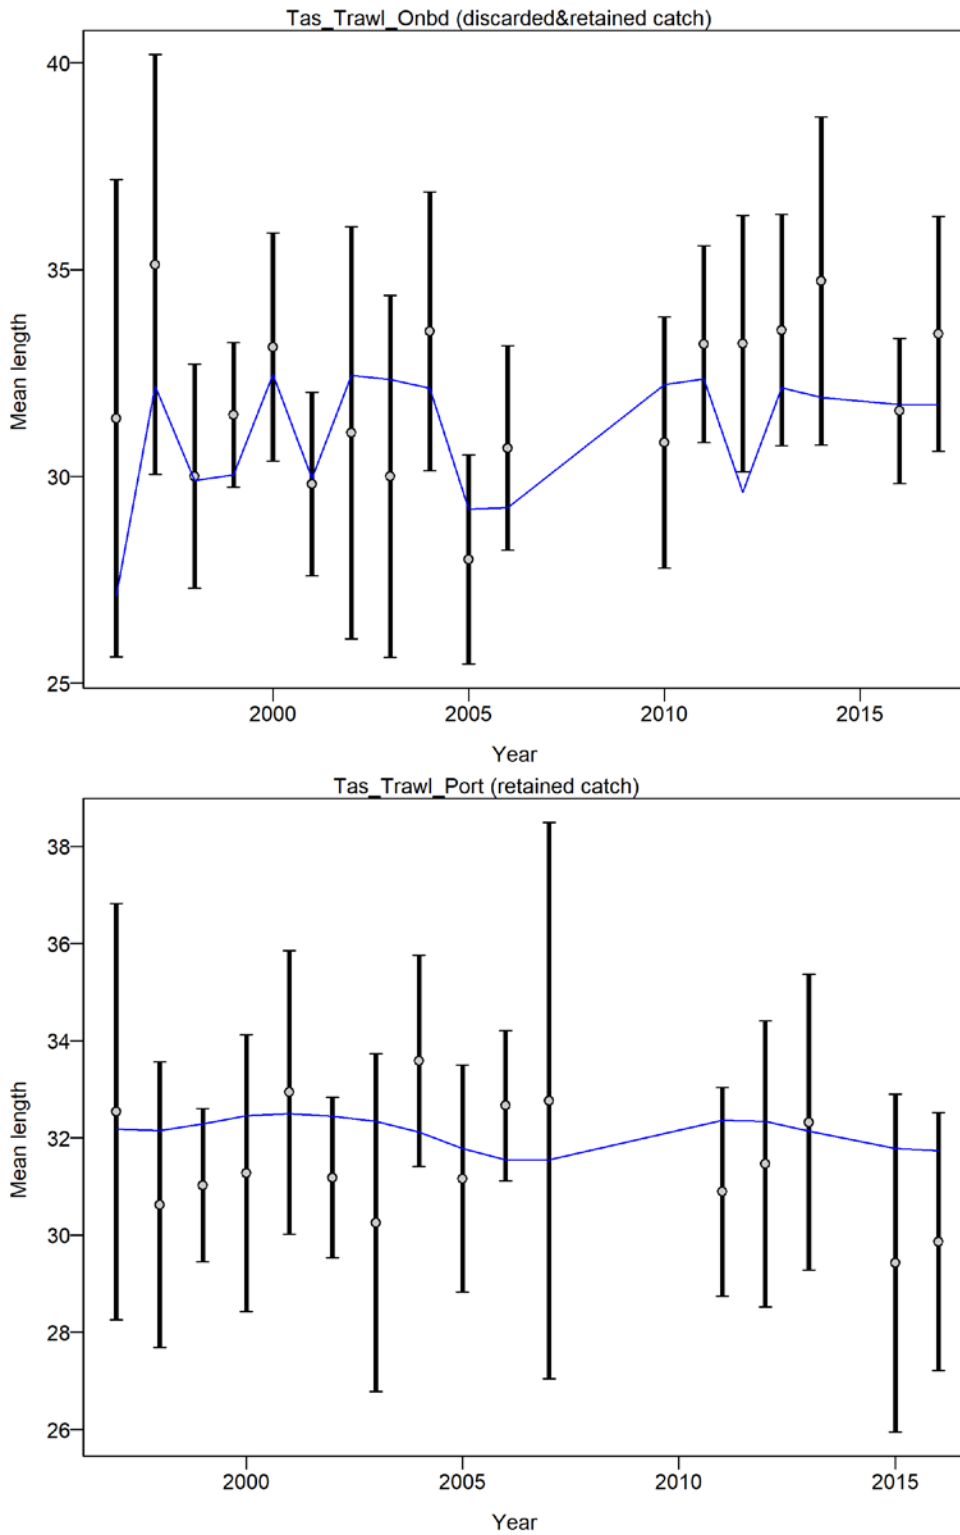 Tas_Trawl_Onbd (discarded&retained catch)
40
35
30
25
Mean length
2000 2005 2010 2015
Year
Tas_Trawl_Port (retained catch)
38
36
34
32
30
28
26
Mean length
2000 2005 2010 2015
Year